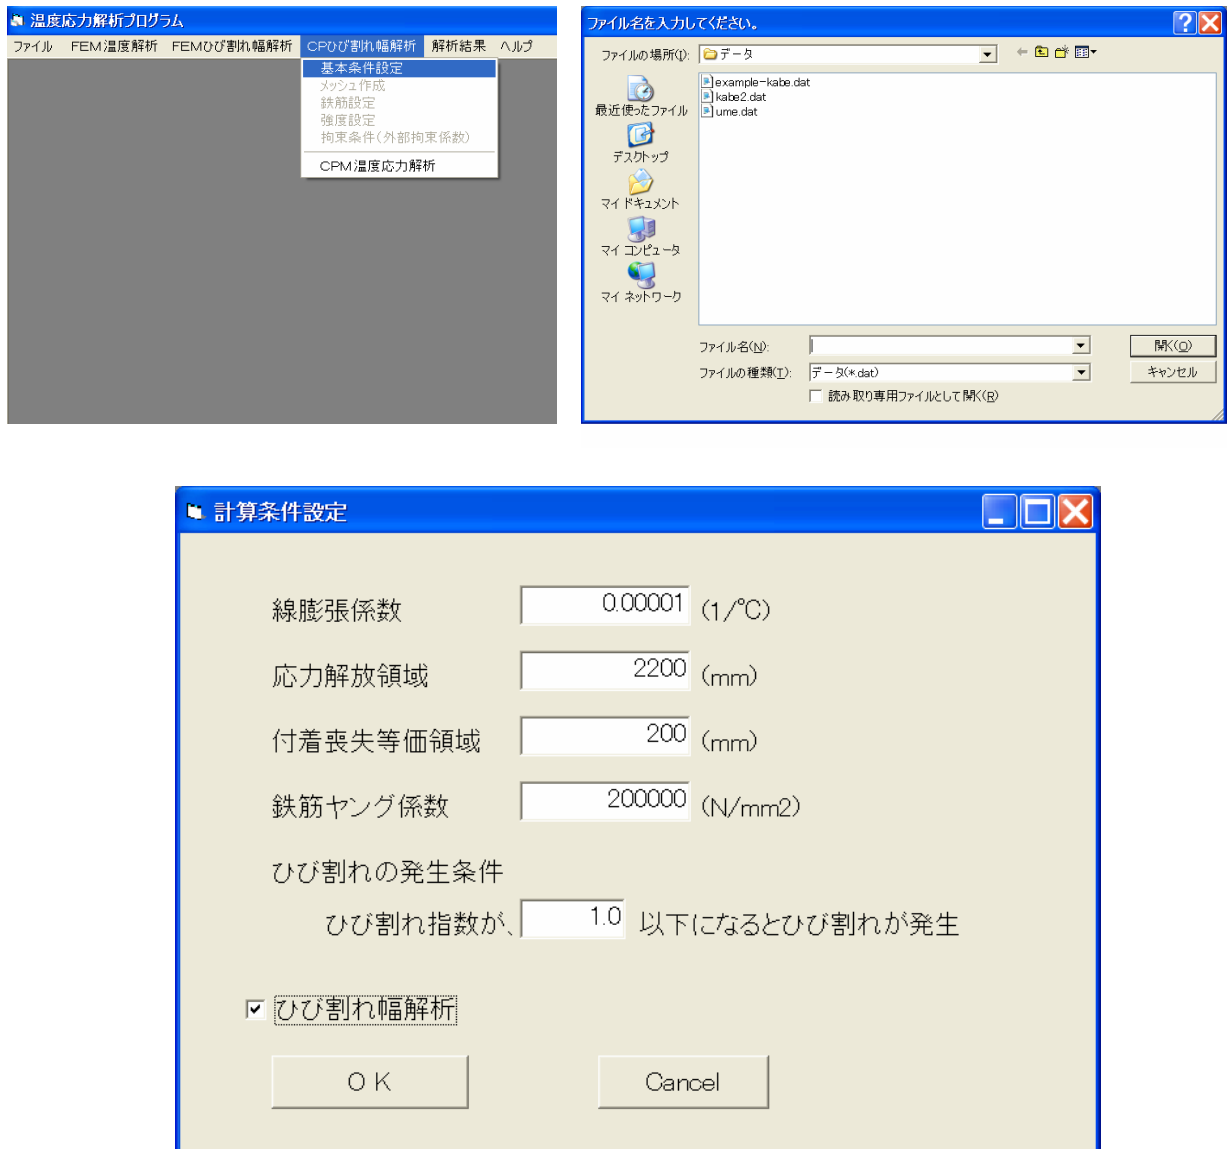 温度応力解析プログラム
ファイル FEM温度解析 FEMひび割れ幅解析 CPひび割れ幅解析 解析結果 ヘルプ
基本条件設定
メッシュ作成
鉄筋設定
強度設定
拘束条件(外部拘束係数)
CPM温度応力解析
ファイル名を入力してください。
ファイルの場所(I): データ
example-kabe.dat
kabe2.dat
ume.dat
最近使ったファイル
デスクトップ
マイ ドキュメント
マイ コンピュータ
マイ ネットワーク
ファイル名(N): 開く(O)
ファイルの種類(T): データ(*.dat) キャンセル
読み取り専用ファイルとして開く(R)
計算条件設定
線膨張係数 0.00001 (1/℃)
応力解放領域 2200 (mm)
付着喪失等価領域 200 (mm)
鉄筋ヤング係数 200000 (N/mm2)
ひび割れの発生条件
ひび割れ指数が、 1.0 以下になるとひび割れが発生
ひび割れ幅解析
OK Cancel